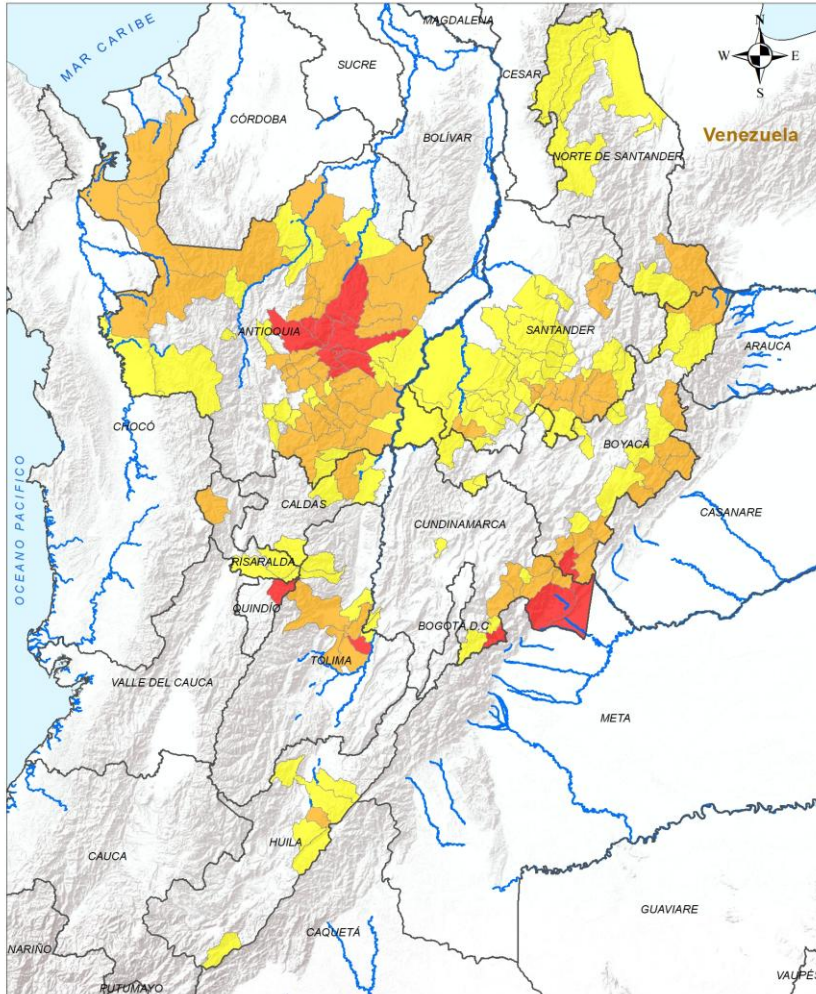 MAGDALENA
N
MAR CARIBE
SUCRE
CESAR
W
E
S
CÓRDOBA
BOLÍVAR
Venezuela
NORTE DE SANTANDER
ANTIOQUIA
SANTANDER
ARAUCA
CHOCÓ
BOYACÁ
OCEANO PACIFICO
CALDAS
CUNDINAMARCA
CASANARE
RISARALDA
QUINDÍO
BOGOTÁ D.C
TOLIMA
VALLE DEL CAUCA
META
HUILA
CAUCA
GUAVIARE
CAQUETÁ
NARIÑO
PUTUMAYO
VAUPÉS